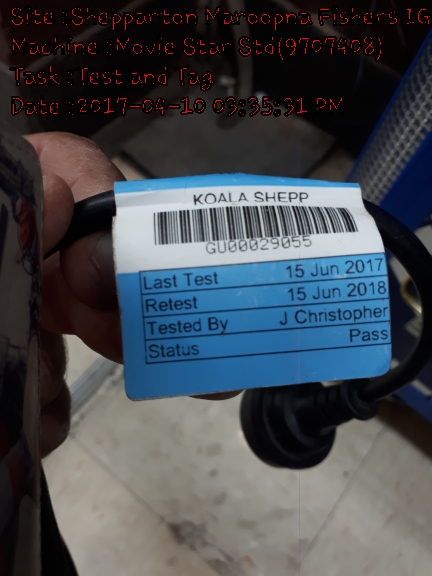 Site :Shepparton Maroopna Fishers IG
Machine :Movie Star Std(9707408)
Task :Test and Tag
Date :2017-04-10 03:35:31 PM
KOALA SHEPP
GU00029055
Last Test 15 Jun 2017
Retest 15 Jun 2018
Tested By J Christopher
Status Pass